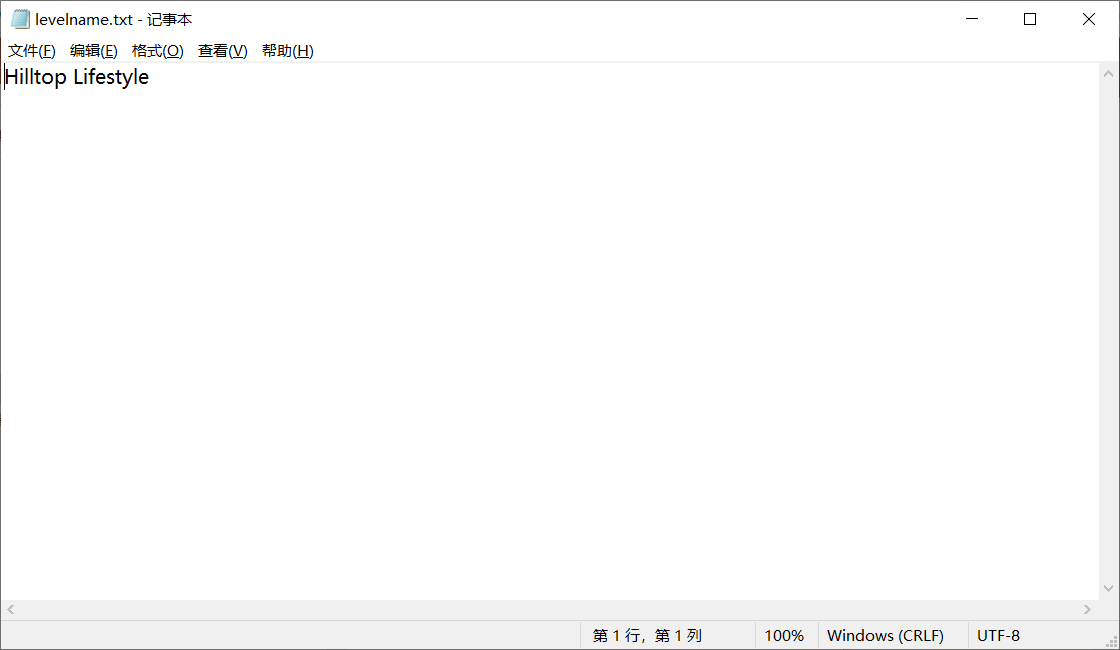 levelname.txt - 记事本
文件(F) 编辑(E) 格式(O) 查看(V) 帮助(H)
Hilltop Lifestyle
第 1 行，第 1 列 100% Windows (CRLF) UTF-8